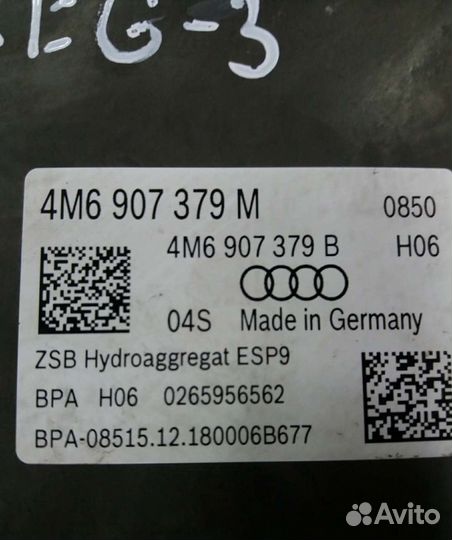 EG-3
4M6 907 379 M 0850
4M6 907 379 B H06
04S Made in Germany
ZSB Hydroaggregat ESP9
BPA H06 0265956562
BPA-08515.12.180006B677
Avito